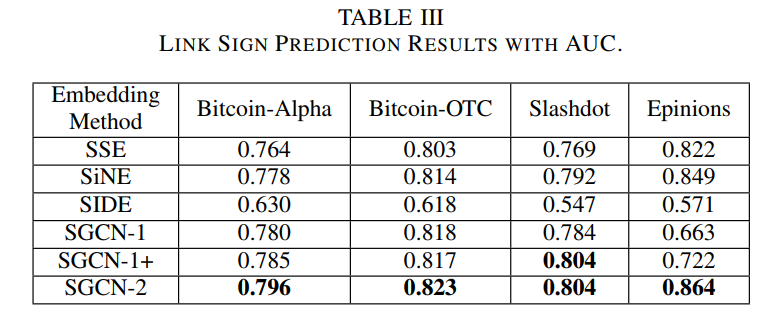 TABLE III
LINK SIGN PREDICTION RESULTS WITH AUC.
Embedding Method Bitcoin-Alpha Bitcoin-OTC Slashdot Epinions
SSE 0.764 0.803 0.769 0.822
SiNE 0.778 0.814 0.792 0.849
SIDE 0.630 0.618 0.547 0.571
SGCN-1 0.780 0.818 0.784 0.663
SGCN-1+ 0.785 0.817 0.804 0.722
SGCN-2 0.796 0.823 0.804 0.864